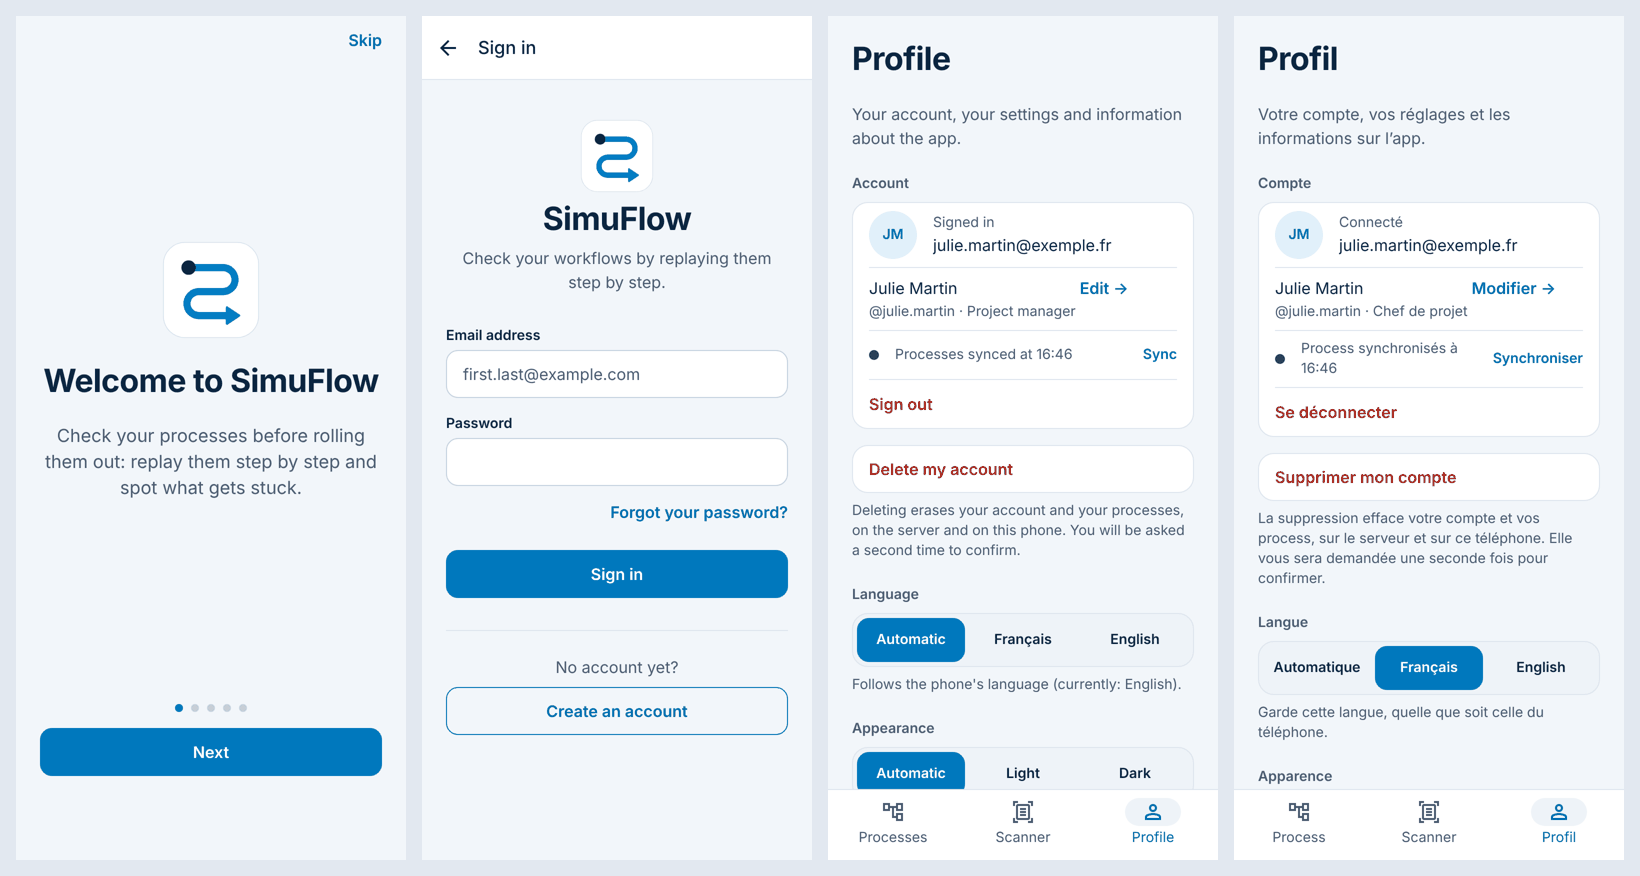 Skip
Welcome to SimuFlow
Check your processes before rolling
them out: replay them step by step and
spot what gets stuck.
Next
Sign in
SimuFlow
Check your workflows by replaying them
step by step.
Email address
first.last@example.com
Password
Forgot your password?
Sign in
No account yet?
Create an account
Profile
Your account, your settings and information
about the app.
Account
JM
Signed in
julie.martin@exemple.fr
Julie Martin
Edit →
@julie.martin · Project manager
Processes synced at 16:46
Sync
Sign out
Delete my account
Deleting erases your account and your processes,
on the server and on this phone. You will be asked
a second time to confirm.
Language
Automatic Français English
Follows the phone's language (currently: English).
Appearance
Automatic Light Dark
Processes Scanner Profile
Profil
Votre compte, vos réglages et les
informations sur l’app.
Compte
JM
Connecté
julie.martin@exemple.fr
Julie Martin
Modifier →
@julie.martin · Chef de projet
Process synchronisés à
16:46
Synchroniser
Se déconnecter
Supprimer mon compte
La suppression efface votre compte et vos
process, sur le serveur et sur ce téléphone. Elle
vous sera demandée une seconde fois pour
confirmer.
Langue
Automatique Français English
Garde cette langue, quelle que soit celle du
téléphone.
Apparence
Process Scanner Profil